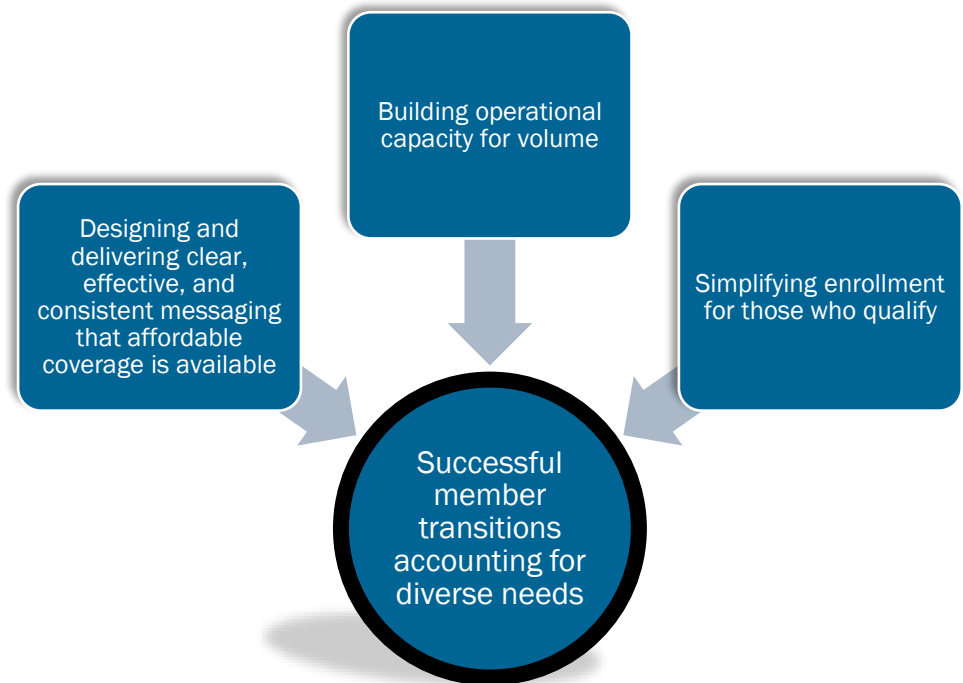 Building operational
capacity for volume
Designing and
delivering clear,
effective, and
consistent messaging
that affordable
coverage is available
Simplifying enrollment
for those who qualify
Successful
member
transitions
accounting for
diverse needs